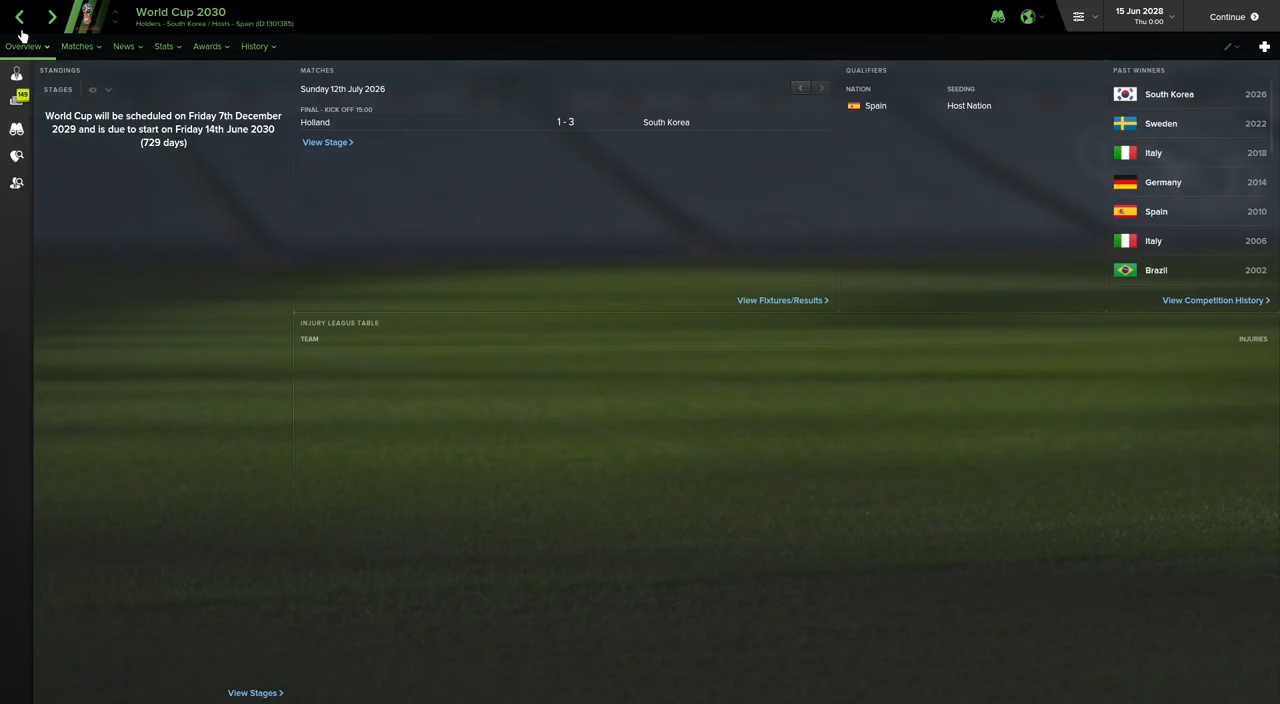 World Cup 2030
Holders - South Korea / Hosts - Spain (ID:1301385)
15 Jun 2028
Thu 0:00
Continue
Overview
Matches
News
Stats
Awards
History
149
STANDINGS
STAGES
World Cup will be scheduled on Friday 7th December
2029 and is due to start on Friday 14th June 2030
(729 days)
View Stages >
MATCHES
Sunday 12th July 2026
FINAL - KICK OFF 15:00
Holland 1 - 3 South Korea
View Stage >
View Fixtures/Results >
QUALIFIERS
NATION SEEDING
Spain Host Nation
PAST WINNERS
South Korea 2026
Sweden 2022
Italy 2018
Germany 2014
Spain 2010
Italy 2006
Brazil 2002
View Competition History >
INJURY LEAGUE TABLE
TEAM INJURIES